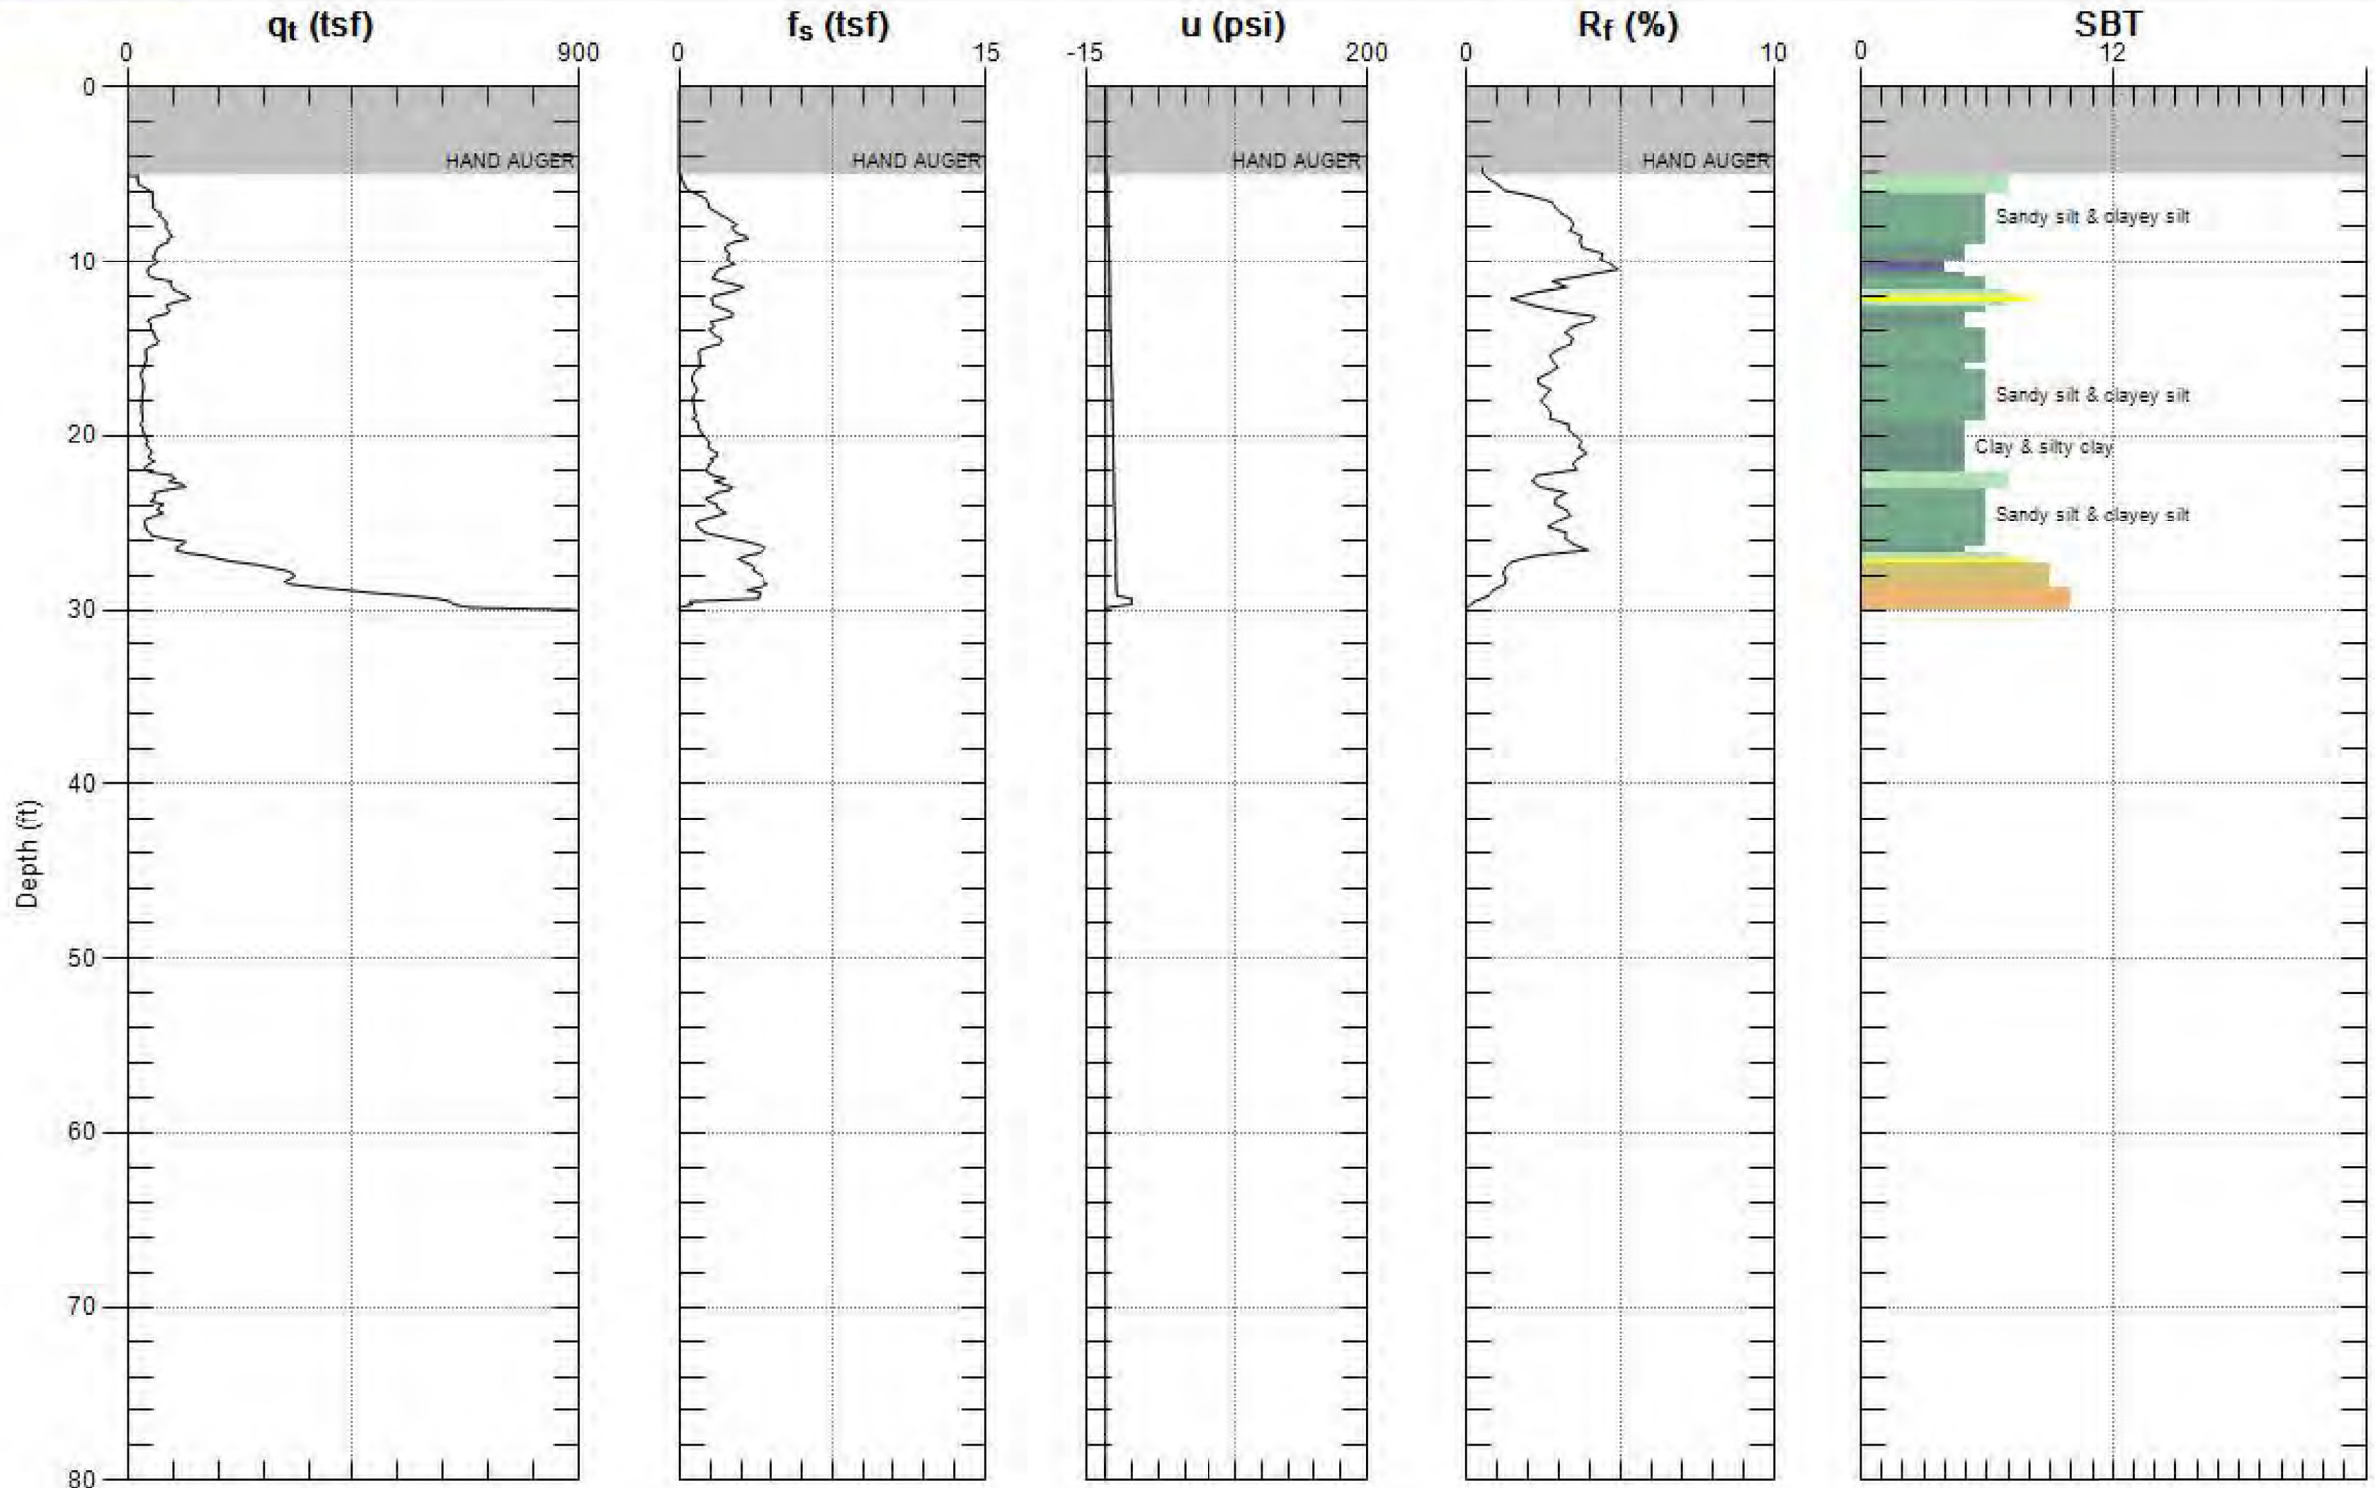 qt (tsf)
fs (tsf)
u (psi)
Rf (%)
SBT
0 900
0 15
-15 200
0 10
0 12
0
HAND AUGER
HAND AUGER
HAND AUGER
HAND AUGER
Sandy silt & clayey silt
10
Sandy silt & clayey silt
20
Clay & silty clay
Sandy silt & clayey silt
30
40
Depth (ft)
50
60
70
80